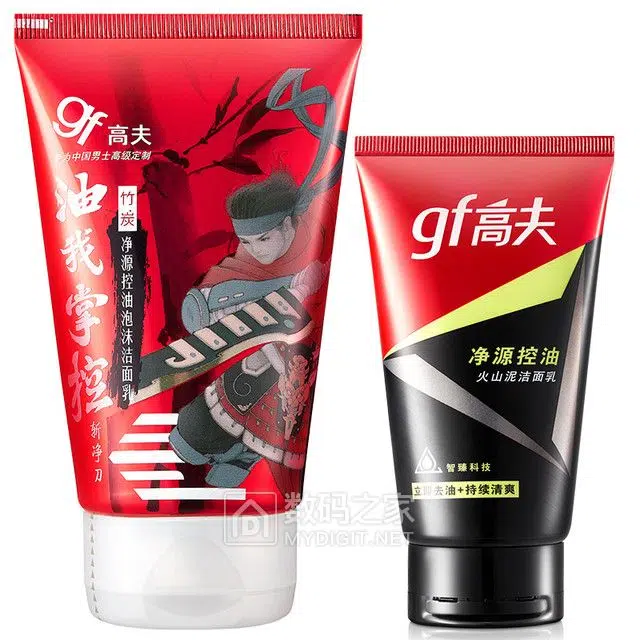 gf高夫
为中国男士高级定制
油我掌控
竹炭
净源控油泡沫洁面乳
斩净刀
gf高夫
净源控油
火山泥洁面乳
智臻科技
立即去油+持续清爽
数码之家
MYDIGIT.NET